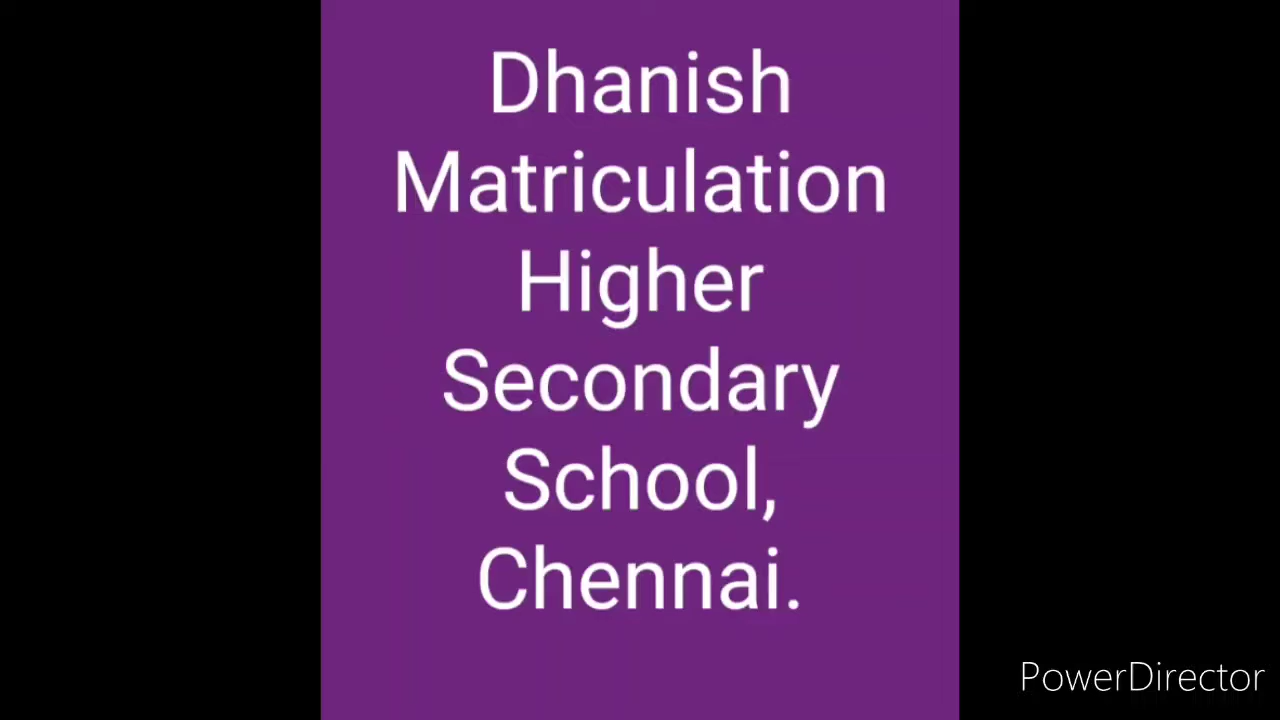 Dhanish
Matriculation
Higher
Secondary
School,
Chennai.
PowerDirector